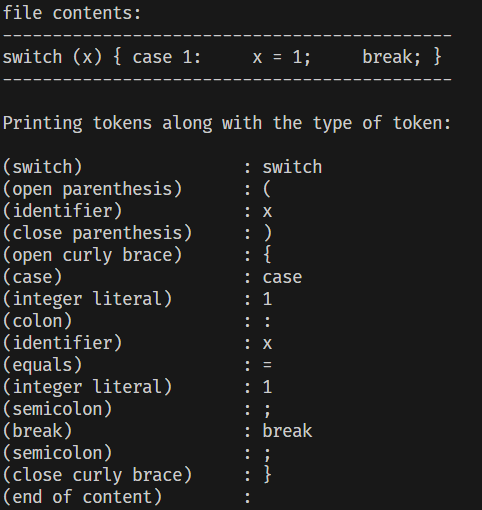 file contents:
---------------------------------------------
switch (x) { case 1:     x = 1;     break; }
---------------------------------------------
Printing tokens along with the type of token:
(switch)                : switch
(open parenthesis)      : (
(identifier)            : x
(close parenthesis)     : )
(open curly brace)      : {
(case)                  : case
(integer literal)       : 1
(colon)                 : :
(identifier)            : x
(equals)                : =
(integer literal)       : 1
(semicolon)             : ;
(break)                 : break
(semicolon)             : ;
(close curly brace)     : }
(end of content)        :